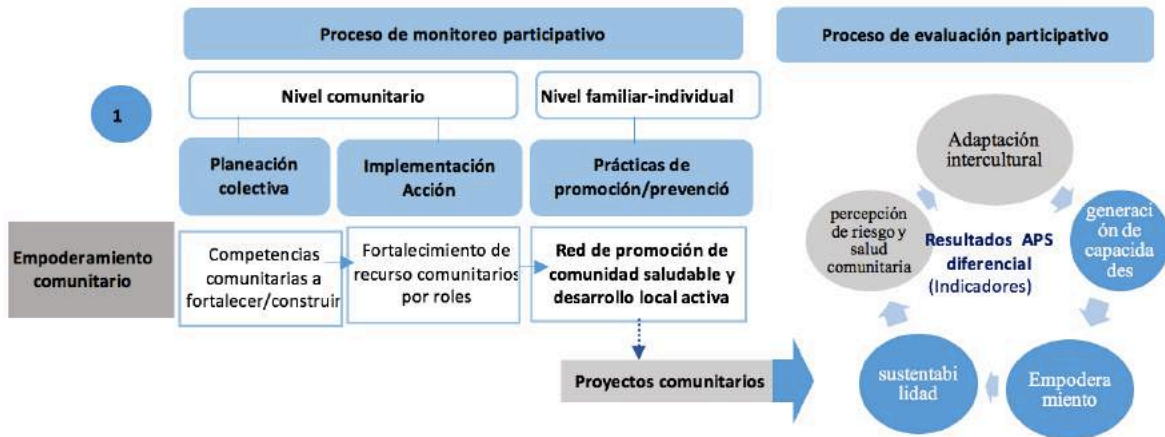 Proceso de monitoreo participativo
Proceso de evaluación participativo
1
Nivel comunitario
Nivel familiar-individual
Planeación
colectiva
Implementación
Acción
Prácticas de
promoción/prevenció
Empoderamiento
comunitario
Competencias
comunitarias a
fortalecer/construir
Fortalecimiento de
recurso comunitarios
por roles
Red de promoción de
comunidad saludable y
desarrollo local activa
Proyectos comunitarios
Adaptación
intercultural
percepción
de riesgo y
salud
comunitaria
Resultados APS
diferencial
(Indicadores)
generaci
ón de
capacida
des
sustentabi
lidad
Empodera
miento